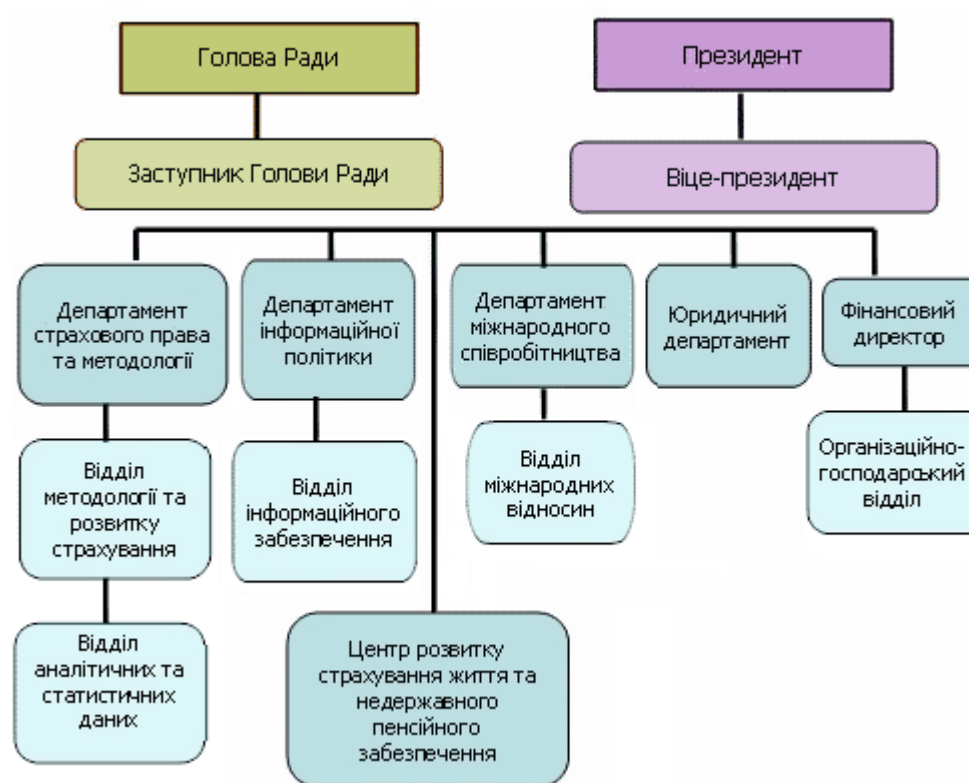 Голова Ради
Президент
Заступник Голови Ради
Віце-президент
Департамент
страхового права
та методології
Департамент
інформаційної
політики
Департамент
міжнародного
співробітництва
Юридичний
департамент
Фінансовий
директор
Відділ
методології та
розвитку
страхування
Відділ
інформаційного
забезпечення
Відділ
міжнародних
відносин
Організаційно-
господарський
відділ
Відділ
аналітичних та
статистичних
даних
Центр розвитку
страхування життя та
недержавного
пенсійного
забезпечення